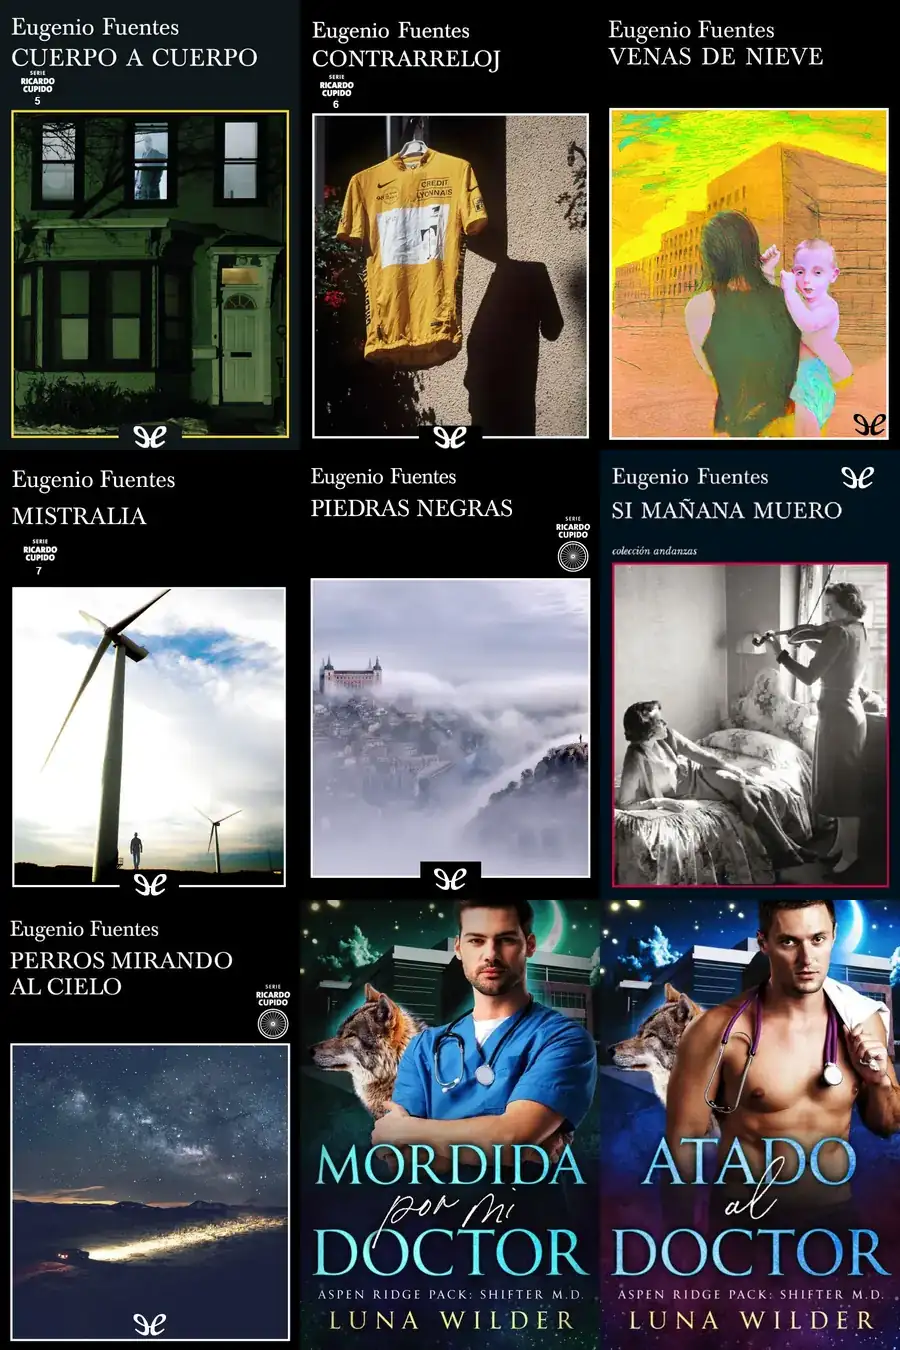 Eugenio Fuentes
CUERPO A CUERPO
SERIE
RICARDO
CUPIDO
5
Eugenio Fuentes
CONTRARRELOJ
SERIE
RICARDO
CUPIDO
6
CREDIT
LYONNAIS
Eugenio Fuentes
VENAS DE NIEVE
Eugenio Fuentes
MISTRALIA
SERIE
RICARDO
CUPIDO
7
Eugenio Fuentes
PIEDRAS NEGRAS
SERIE
RICARDO
CUPIDO
Eugenio Fuentes
SI MAÑANA MUERO
colección andanzas
Eugenio Fuentes
PERROS MIRANDO
AL CIELO
SERIE
RICARDO
CUPIDO
MORDIDA
por mi
DOCTOR
ASPEN RIDGE PACK: SHIFTER M.D.
LUNA WILDER
ATADO
al
DOCTOR
ASPEN RIDGE PACK: SHIFTER M.D.
LUNA WILDER